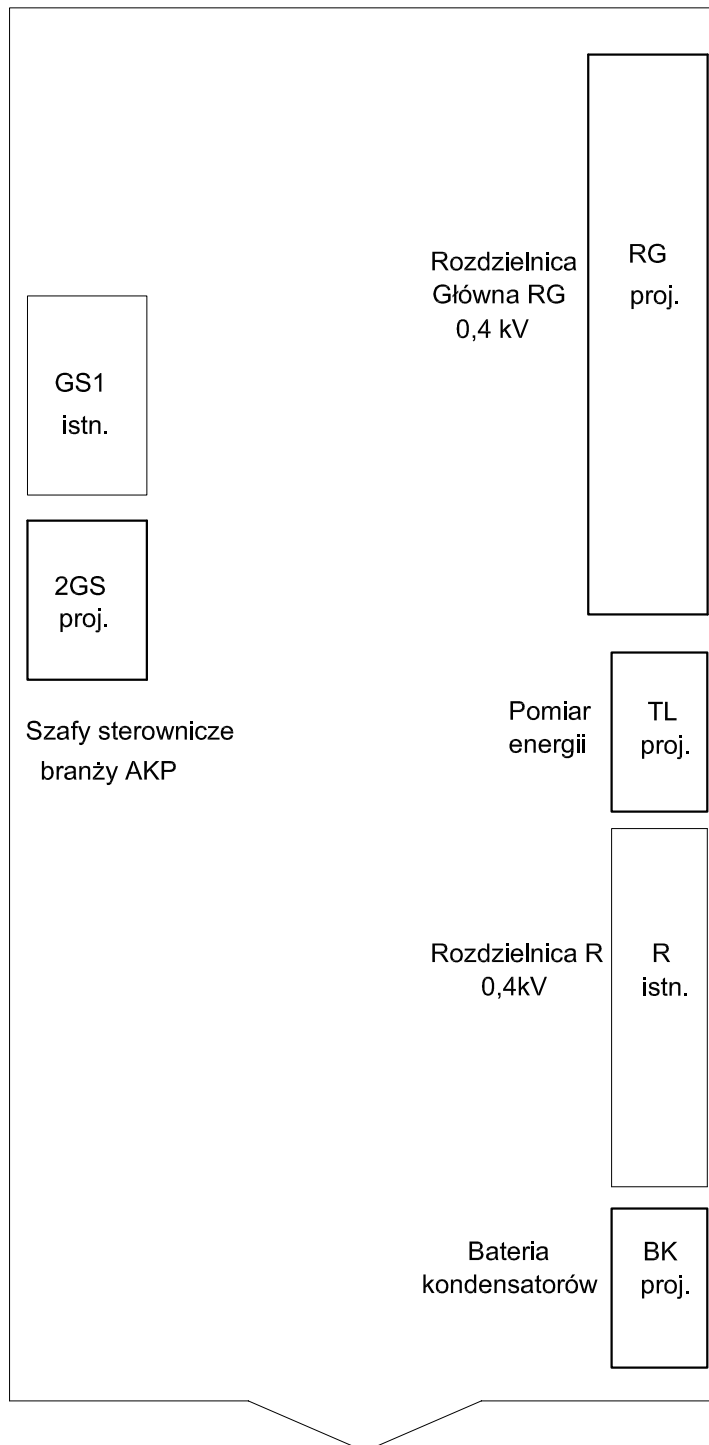 Rozdzielnica
Główna RG
0,4 kV
RG
proj.
GS1
istn.
2GS
proj.
Szafy sterownicze
branży AKP
Pomiar
energii
TL
proj.
Rozdzielnica R
0,4kV
R
istn.
Bateria
kondensatorów
BK
proj.